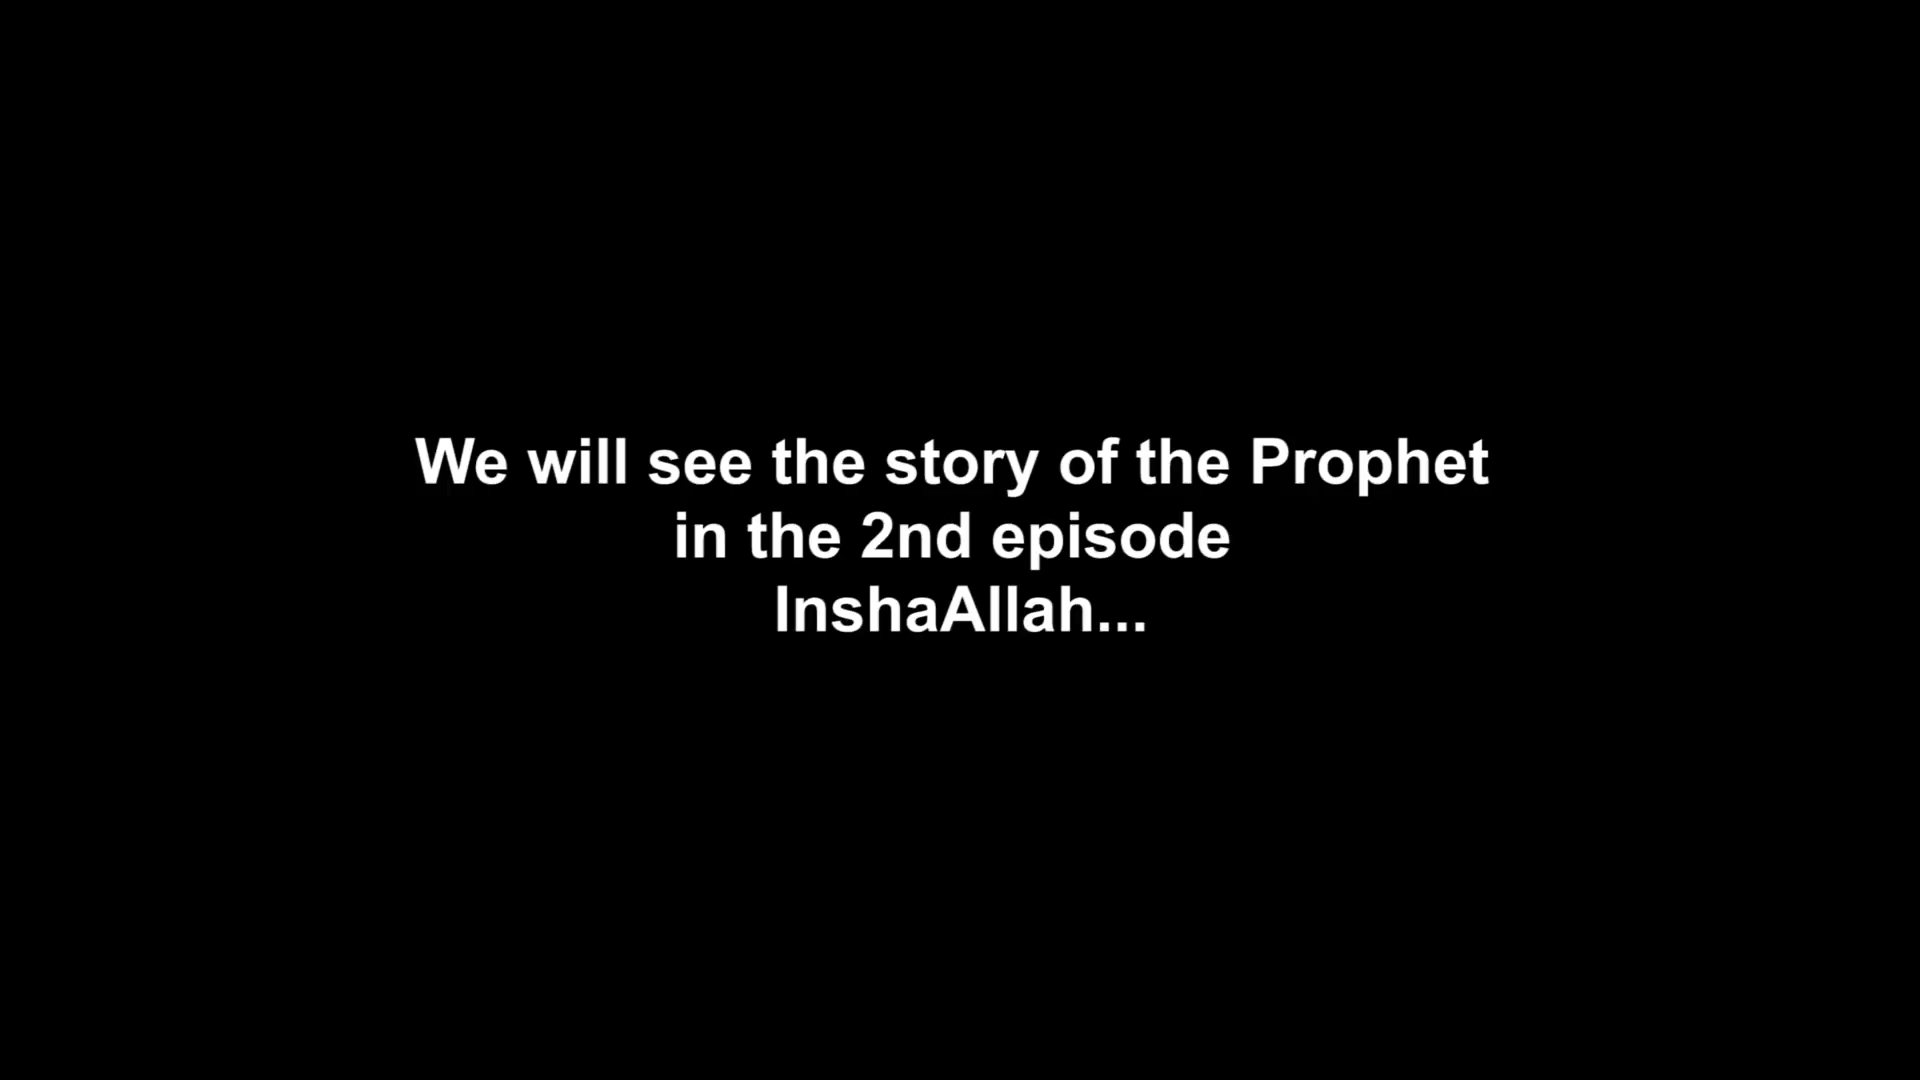 We will see the story of the Prophet
in the 2nd episode
InshaAllah...